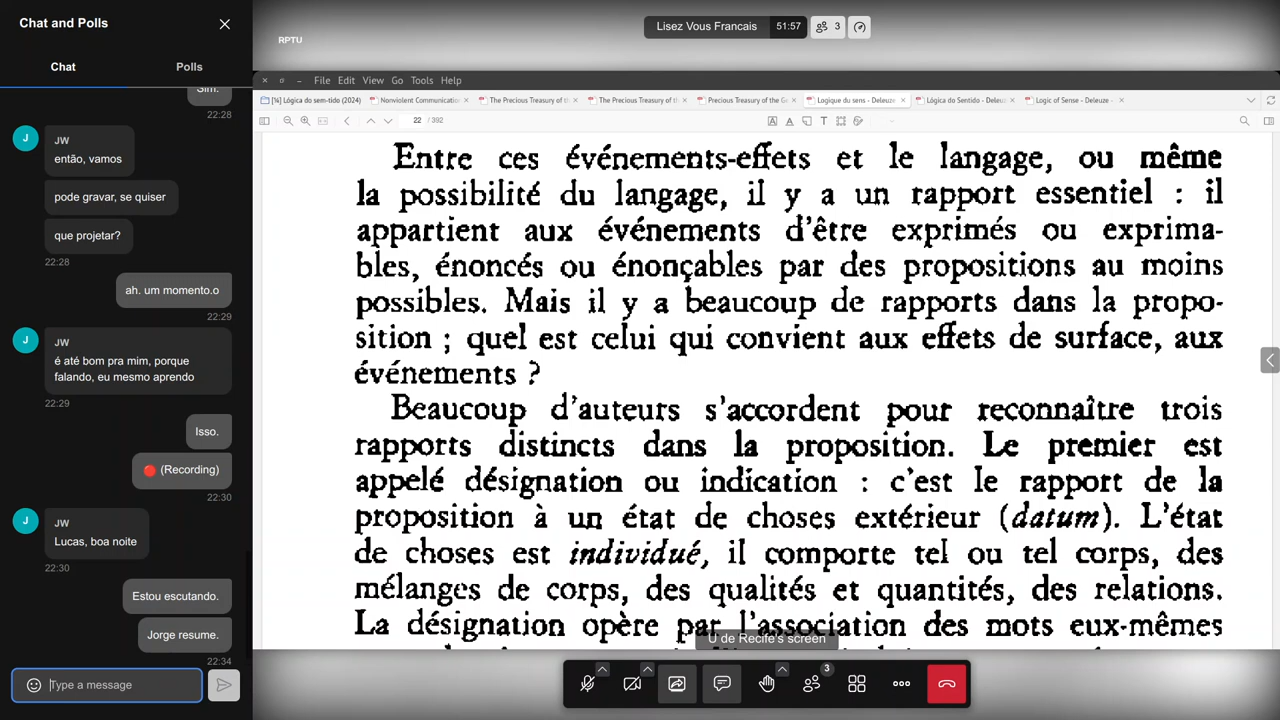 Chat and Polls
Chat
Polls
Sim.
22:28
J
JW
então, vamos
pode gravar, se quiser
que projetar?
22:28
ah. um momento.o
22:29
J
JW
é até bom pra mim, porque
falando, eu mesmo aprendo
22:29
Isso.
🔴 (Recording)
22:30
J
JW
Lucas, boa noite
22:30
Estou escutando.
Jorge resume.
22:34
Type a message
RPTU
Lisez Vous Francais
51:57
3
File Edit View Go Tools Help
[¼] Lógica do sem-tido (2024)
Nonviolent Communication
The Precious Treasury of th
The Precious Treasury of th
Precious Treasury of the Ge
Logique du sens - Deleuze
Lógica do Sentido - Deleuz
Logic of Sense - Deleuze -
22 / 392
Entre ces événements-effets et le langage, ou même
la possibilité du langage, il y a un rapport essentiel : il
appartient aux événements d'être exprimés ou exprima-
bles, énoncés ou énonçables par des propositions au moins
possibles. Mais il y a beaucoup de rapports dans la propo-
sition ; quel est celui qui convient aux effets de surface, aux
événements ?
Beaucoup d'auteurs s'accordent pour reconnaître trois
rapports distincts dans la proposition. Le premier est
appelé désignation ou indication : c'est le rapport de la
proposition à un état de choses extérieur (datum). L'état
de choses est individué, il comporte tel ou tel corps, des
mélanges de corps, des qualités et quantités, des relations.
La désignation opère par l'association des mots eux-mêmes
U de Recife's screen
3